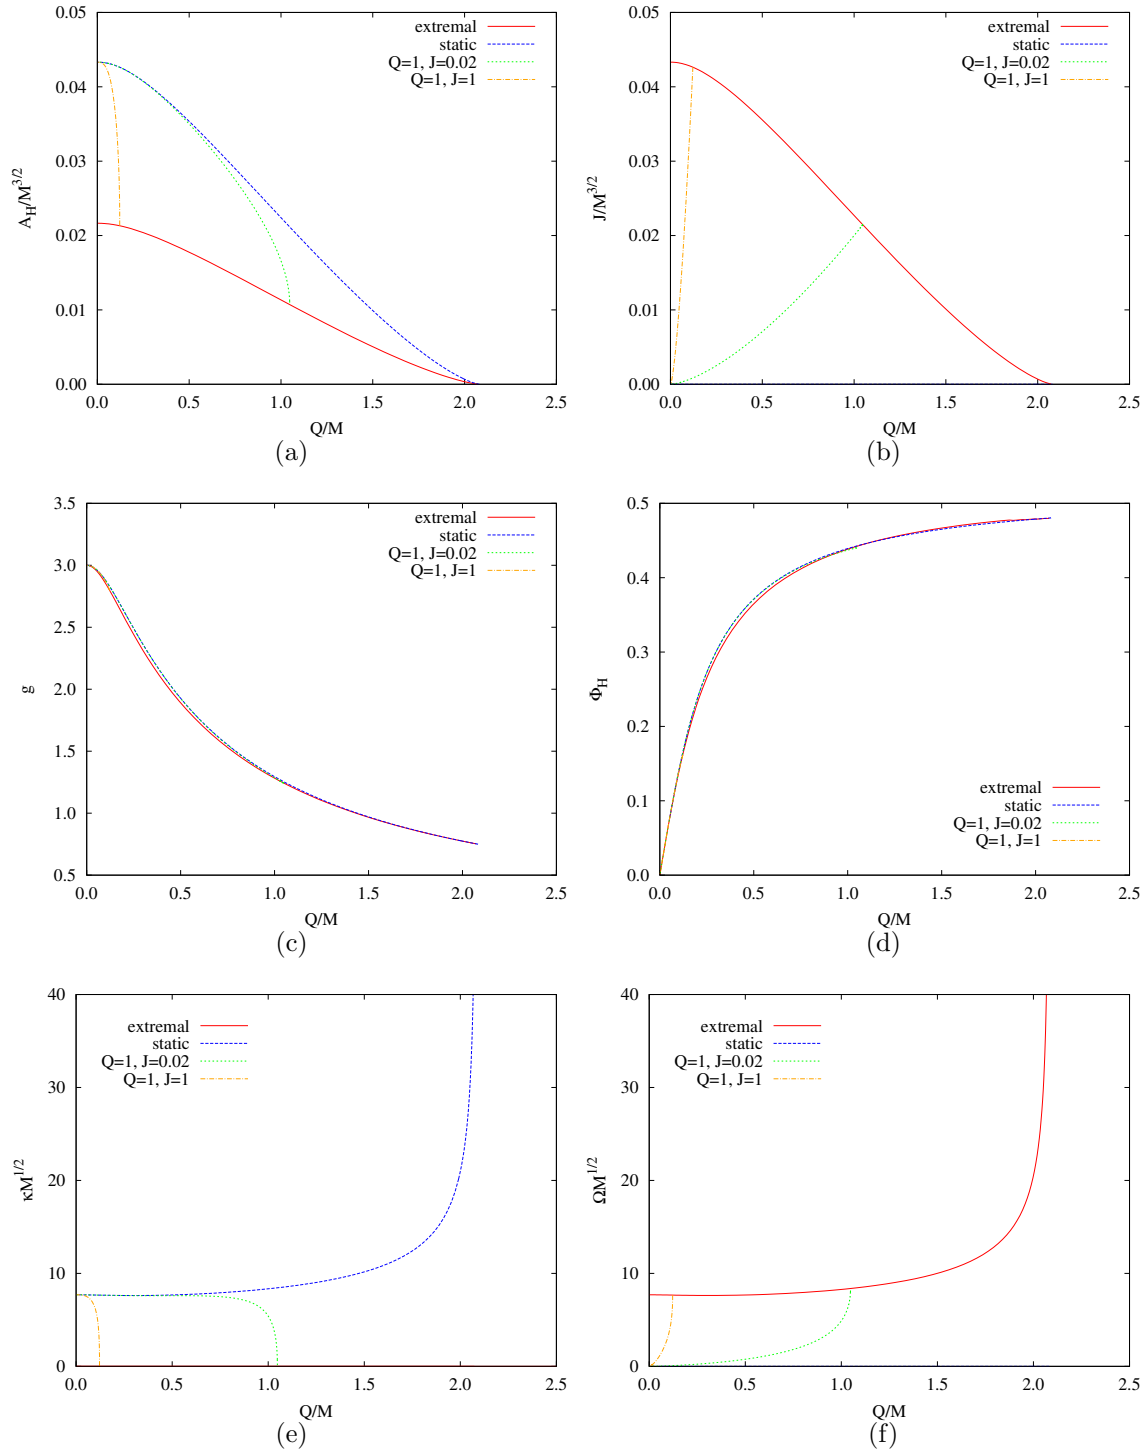 0.05
0.04
0.03
0.02
0.01
0.00
A_H/M^{3/2}
extremal
static
Q=1, J=0.02
Q=1, J=1
0.0 0.5 1.0 1.5 2.0 2.5
Q/M
(a)
0.05
0.04
0.03
0.02
0.01
0.00
J/M^{3/2}
extremal
static
Q=1, J=0.02
Q=1, J=1
0.0 0.5 1.0 1.5 2.0 2.5
Q/M
(b)
3.5
3.0
2.5
2.0
1.5
1.0
0.5
g
extremal
static
Q=1, J=0.02
Q=1, J=1
0.0 0.5 1.0 1.5 2.0 2.5
Q/M
(c)
0.5
0.4
0.3
0.2
0.1
0.0
Φ_H
extremal
static
Q=1, J=0.02
Q=1, J=1
0.0 0.5 1.0 1.5 2.0 2.5
Q/M
(d)
40
30
20
10
0
κM^{1/2}
extremal
static
Q=1, J=0.02
Q=1, J=1
0.0 0.5 1.0 1.5 2.0 2.5
Q/M
(e)
40
30
20
10
0
ΩM^{1/2}
extremal
static
Q=1, J=0.02
Q=1, J=1
0.0 0.5 1.0 1.5 2.0 2.5
Q/M
(f)